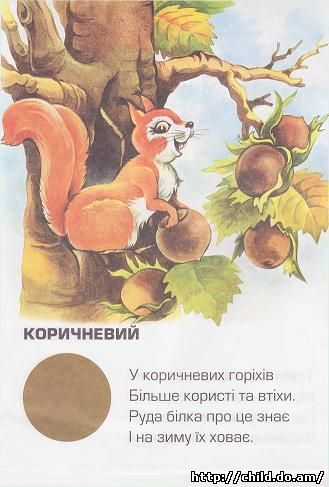 КОРИЧНЕВИЙ
У коричневих горіхів
Більше користі та втіхи.
Руда білка про це знає
І на зиму їх ховає.
http://child.do.am/